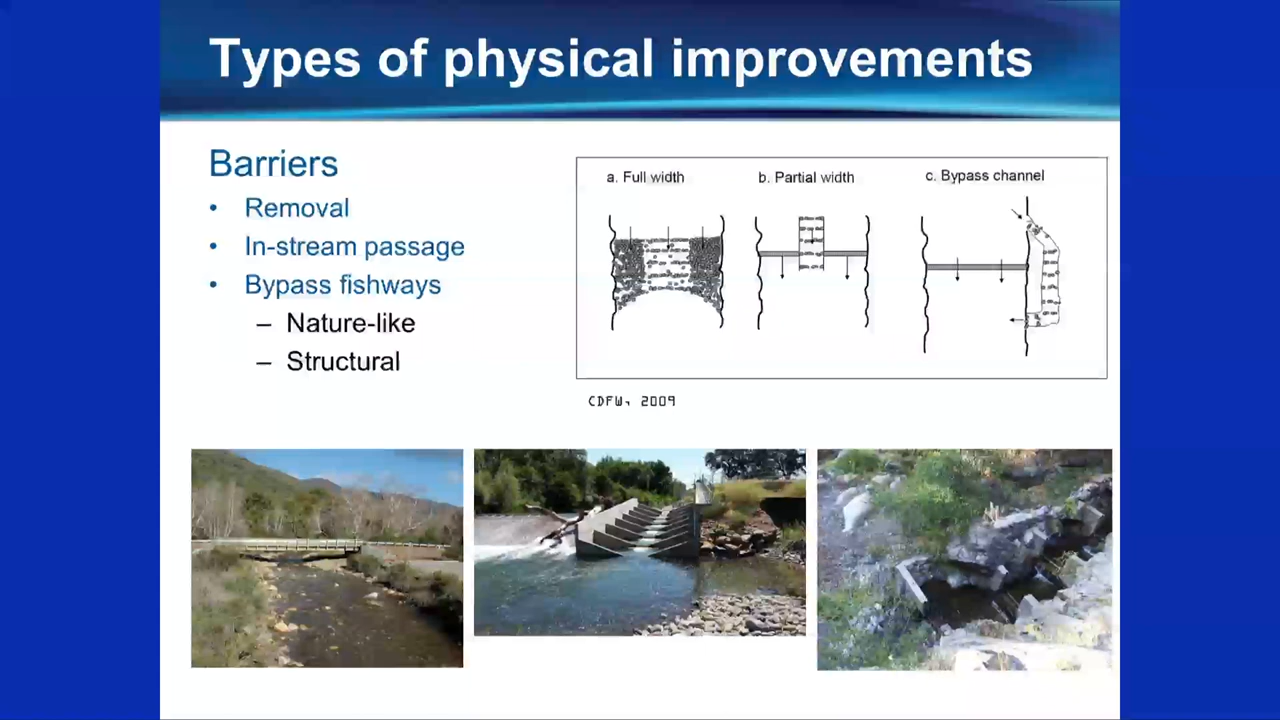 Types of physical improvements
Barriers
• Removal
• In-stream passage
• Bypass fishways
– Nature-like
– Structural
a. Full width
b. Partial width
c. Bypass channel
CDFW, 2009